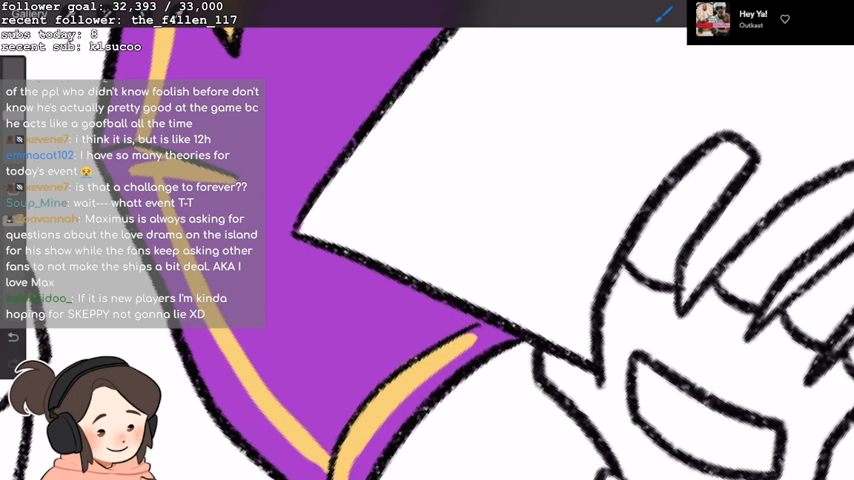 follower goal: 32,393 / 33,000
recent follower: the_f4llen_117
subs today: 8
recent sub: k1sucoo
Hey Ya!
Outkast
of the ppl who didn't know foolish before don't
know he's actually pretty good at the game bc
he acts like a goofball all the time
xevene7: i think it is, but is like 12h
emmacat102: I have so many theories for
today's event
xevene7: is that a challange to forever??
Soup_Mine: wait--- whatt event T-T
Zoavannah: Maximus is always asking for
questions about the love drama on the island
for his show while the fans keep asking other
fans to not make the ships a bit deal. AKA I
love Max
If it is new players I'm kinda
hoping for SKEPPY not gonna lie XD